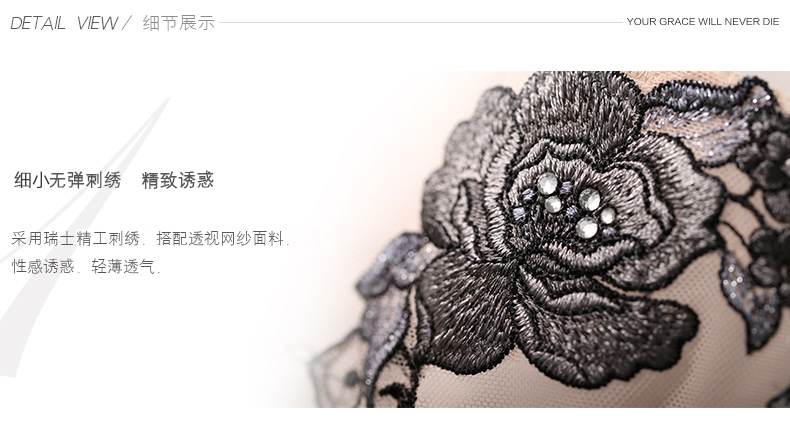 DETAIL VIEW / 细节展示
YOUR GRACE WILL NEVER DIE
细小无弹刺绣 精致诱惑
采用瑞士精工刺绣．搭配透视网纱面料．
性感诱惑．轻薄透气．